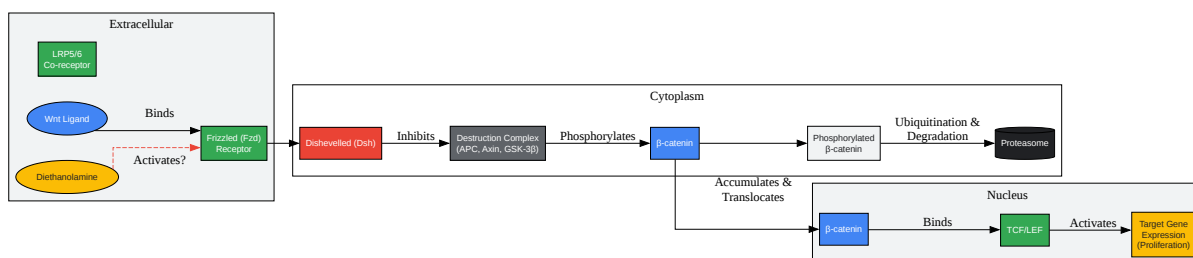 Extracellular
LRP5/6
Co-receptor
Wnt Ligand
Binds
Frizzled (Fzd)
Receptor
Activates?
Diethanolamine
Cytoplasm
Dishevelled (Dsh)
Inhibits
Destruction Complex
(APC, Axin, GSK-3β)
Phosphorylates
β-catenin
Phosphorylated
β-catenin
Ubiquitination &
Degradation
Proteasome
Accumulates &
Translocates
Nucleus
β-catenin
Binds
TCF/LEF
Activates
Target Gene
Expression
(Proliferation)